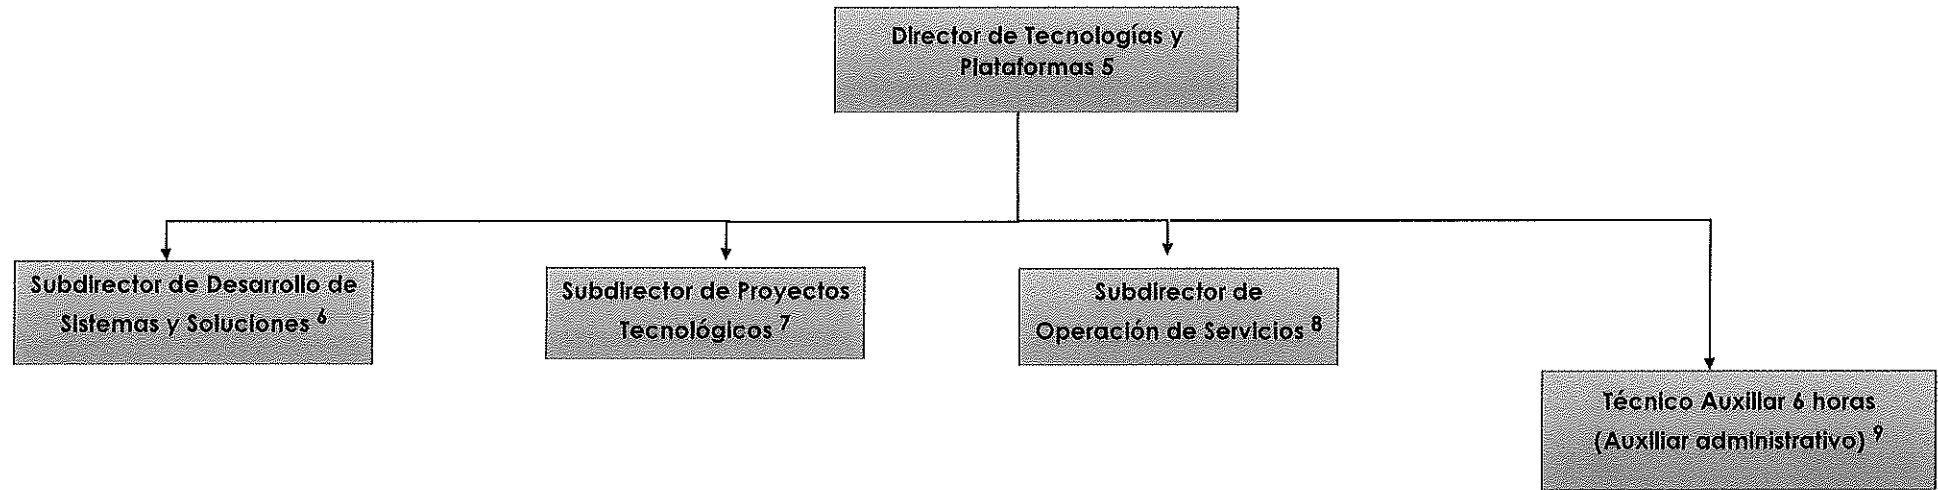 Director de Tecnologías y
Plataformas 5
Subdirector de Desarrollo de
Sistemas y Soluciones 6
Subdirector de Proyectos
Tecnológicos 7
Subdirector de
Operación de Servicios 8
Técnico Auxiliar 6 horas
(Auxiliar administrativo) 9